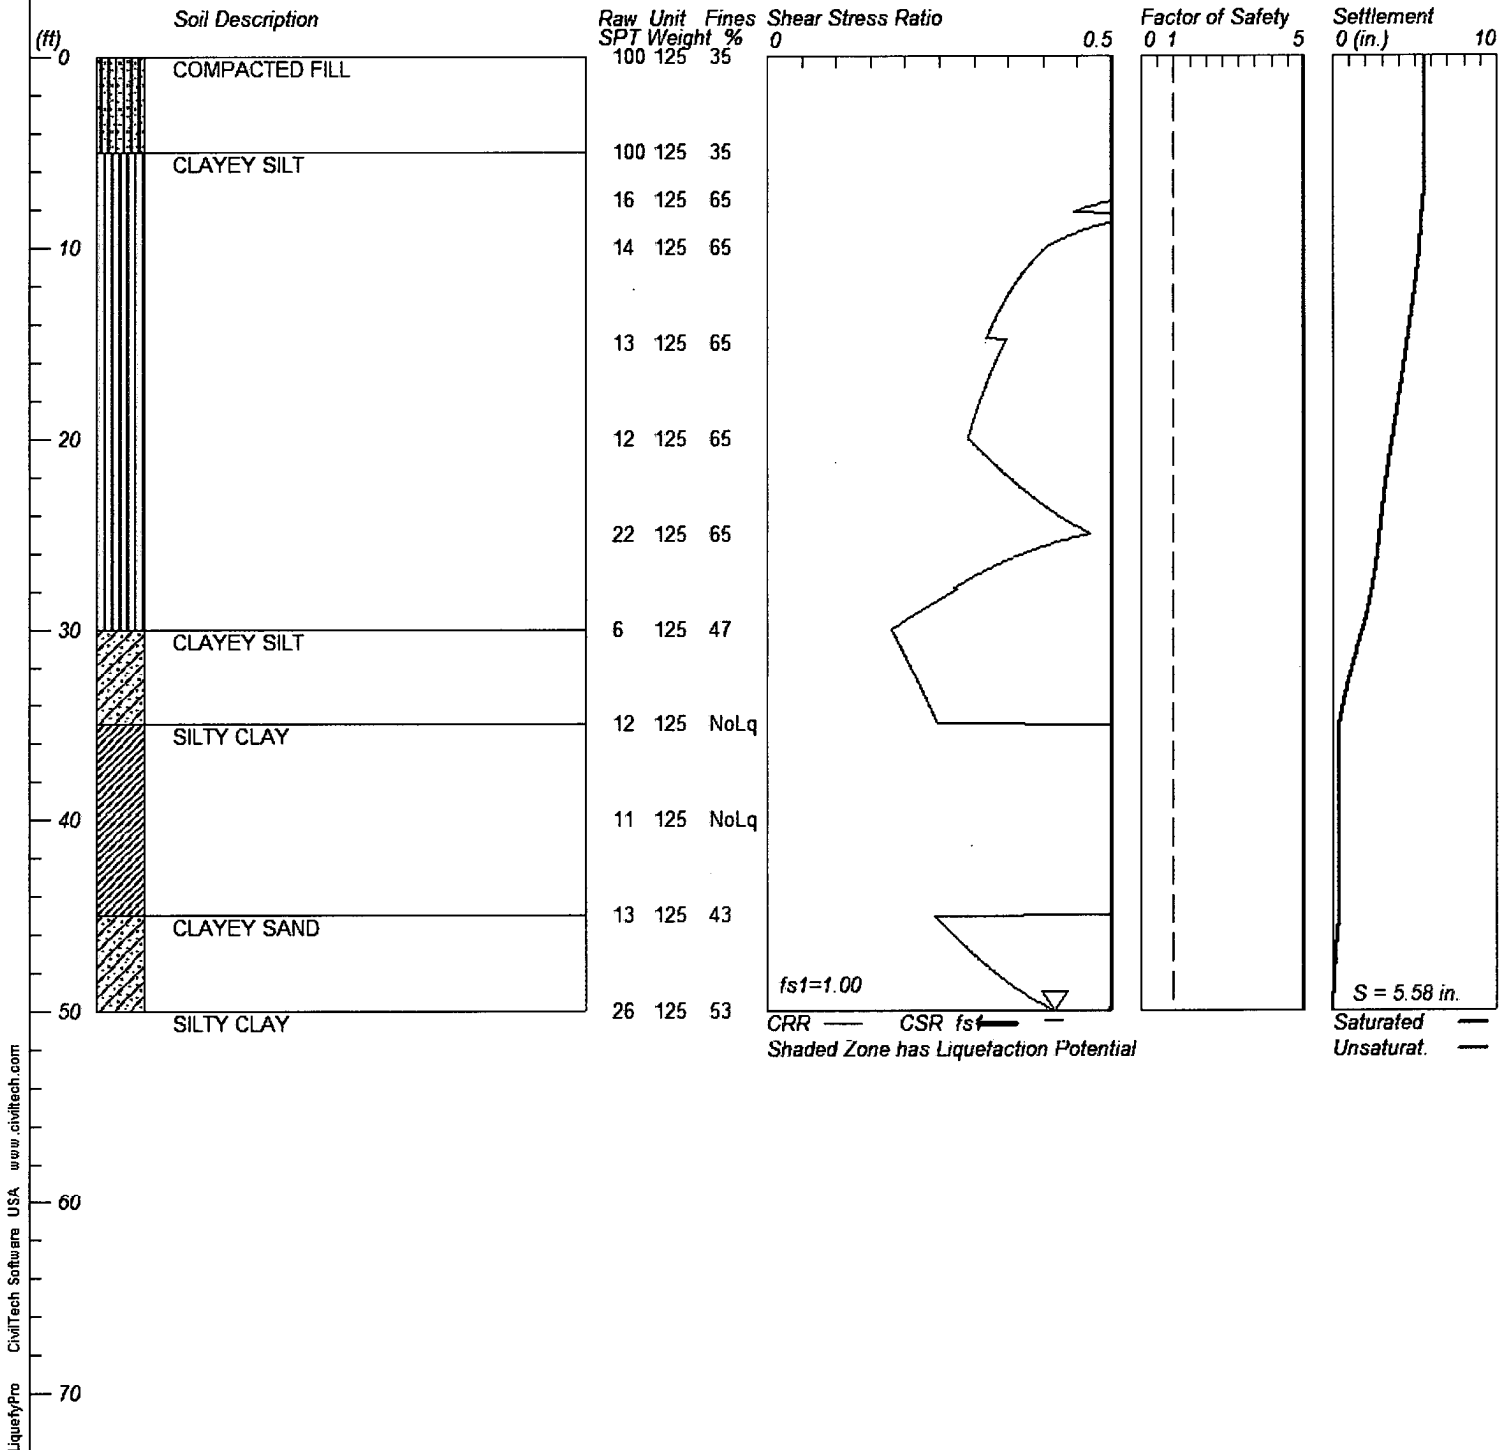 Soil Description
Raw Unit Fines
SPT Weight %
Shear Stress Ratio
0 0.5
Factor of Safety
0 1 5
Settlement
0 (in.) 10
(ft)
0
COMPACTED FILL
100 125 35
100 125 35
CLAYEY SILT
16 125 65
10
14 125 65
13 125 65
20
12 125 65
22 125 65
30
6 125 47
CLAYEY SILT
12 125 NoLq
SILTY CLAY
40
11 125 NoLq
13 125 43
CLAYEY SAND
fs1=1.00
S = 5.58 in.
50
26 125 53
SILTY CLAY
CRR CSR fs1
Shaded Zone has Liquefaction Potential
Saturated
Unsaturat.
60
70
LiquefyPro CivilTech Software USA www.civiltech.com